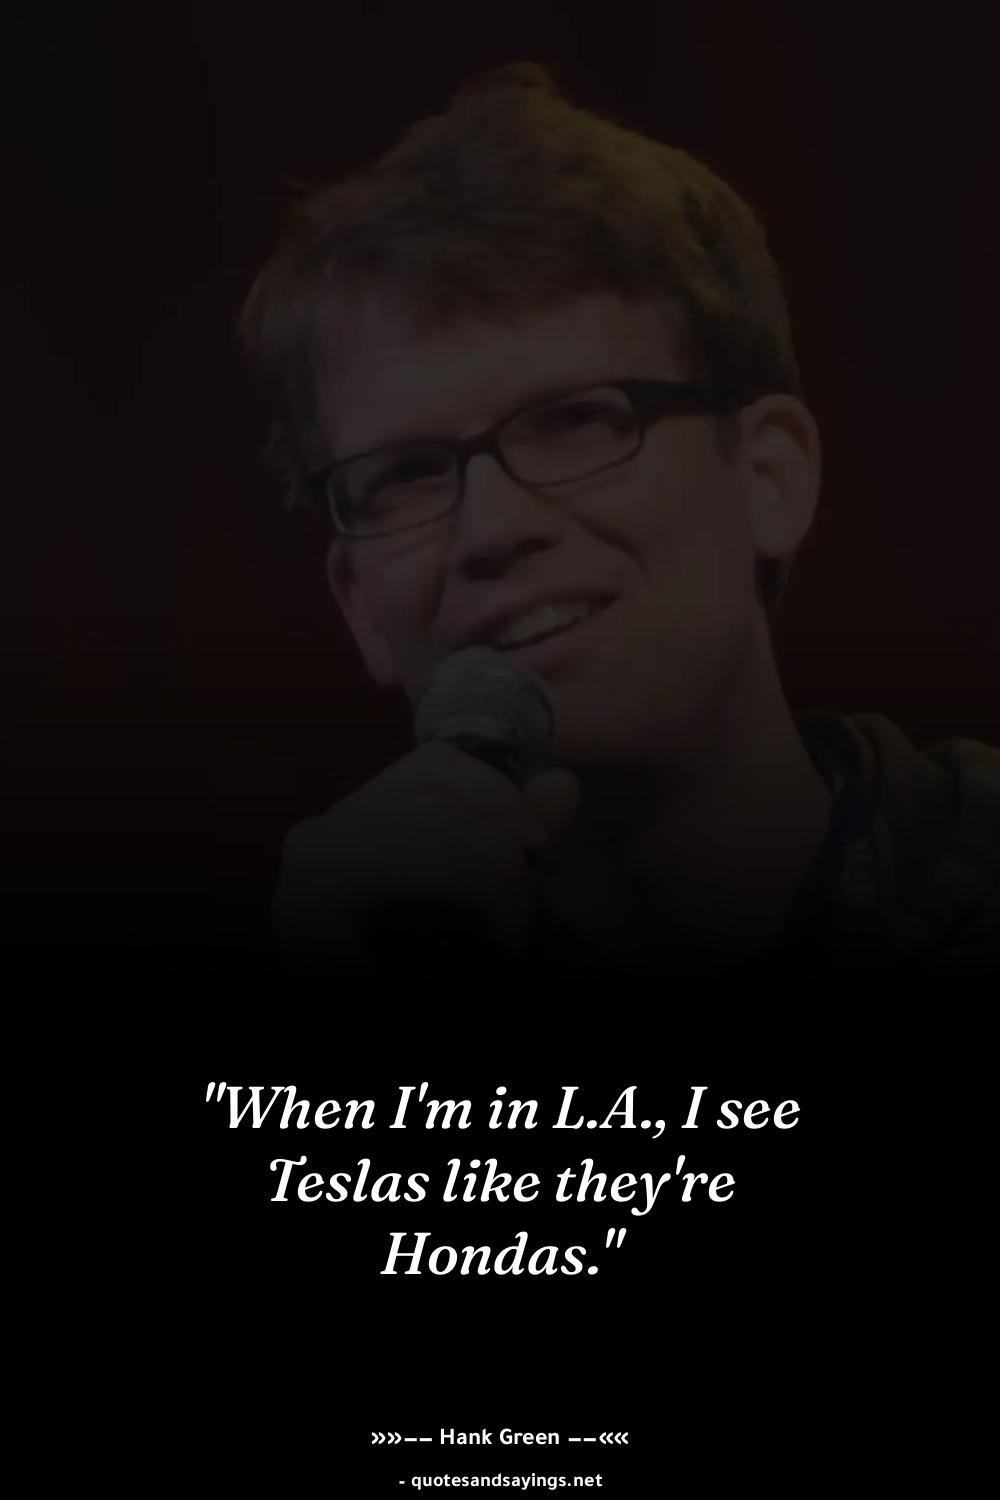 "When I'm in L.A., I see
Teslas like they're
Hondas."
»»–– Hank Green ––««
- quotesandsayings.net